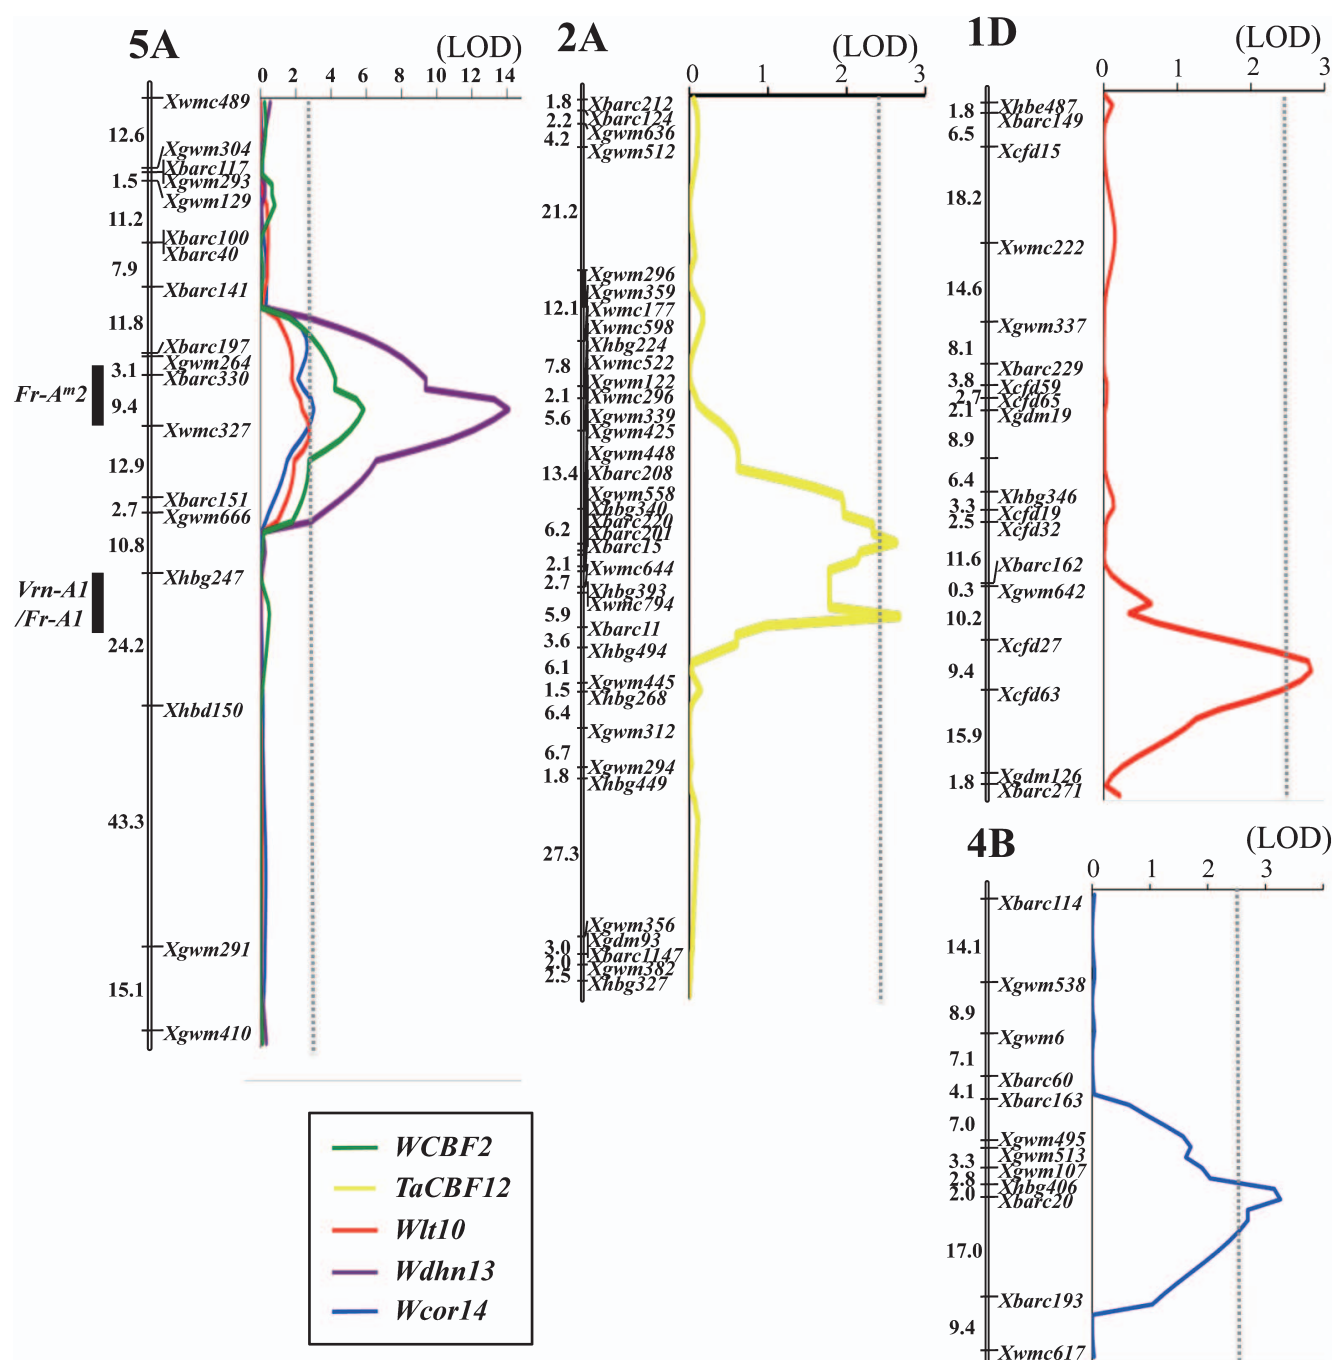 5A
(LOD)
0 2 4 6 8 10 12 14
Xwmc489
12.6
Xgwm304
Xbarc117
1.5
Xgwm293
Xgwm129
11.2
Xbarc100
Xbarc40
7.9
Xbarc141
11.8
Xbarc197
Xgwm264
3.1
Xbarc330
Fr-Aᵐ2
9.4
Xwmc327
12.9
Xbarc151
2.7
Xgwm666
10.8
Xhbg247
Vrn-A1
/Fr-A1
24.2
Xhbd150
43.3
Xgwm291
15.1
Xgwm410
2A
(LOD)
0 1 2 3
1.8
Xbarc212
2.2
Xbarc124
4.2
Xgwm636
Xgwm512
21.2
Xgwm296
Xgwm359
12.1
Xwmc177
Xwmc598
Xhbg224
7.8
Xwmc522
Xgwm122
2.1
Xwmc296
5.6
Xgwm339
Xgwm425
Xgwm448
13.4
Xbarc208
Xgwm558
Xhbg340
Xbarc220
6.2
Xbarc201
Xbarc15
2.1
Xwmc644
2.7
Xhbg393
Xwmc794
5.9
Xbarc11
3.6
Xhbg494
6.1
Xgwm445
1.5
Xhbg268
6.4
Xgwm312
6.7
Xgwm294
1.8
Xhbg449
27.3
Xgwm356
Xgdm93
3.0
Xbarc1147
2.0
Xgwm382
2.5
Xhbg327
1D
(LOD)
0 1 2 3
1.8
Xhbe487
Xbarc149
6.5
Xcfd15
18.2
Xwmc222
14.6
Xgwm337
8.1
Xbarc229
3.8
Xcfd59
2.7
Xcfd65
2.1
Xgdm19
8.9
6.4
Xhbg346
3.3
Xcfd19
2.5
Xcfd32
11.6
Xbarc162
0.3
Xgwm642
10.2
Xcfd27
9.4
Xcfd63
15.9
Xgdm126
1.8
Xbarc271
4B
(LOD)
0 1 2 3
Xbarc114
14.1
Xgwm538
8.9
Xgwm6
7.1
Xbarc60
4.1
Xbarc163
7.0
Xgwm495
3.3
Xgwm513
Xgwm107
2.8
Xhbg406
2.0
Xbarc20
17.0
Xbarc193
9.4
Xwmc617
WCBF2
TaCBF12
Wlt10
Wdhn13
Wcor14